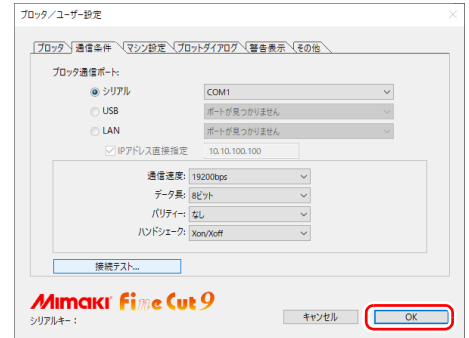 プロッタ／ユーザー設定
プロッタ 通信条件 マシン設定 プロットダイアログ 警告表示 その他
プロッタ通信ポート:
シリアル COM1
USB ポートが見つかりません
LAN ポートが見つかりません
IPアドレス直接指定 10.10.100.100
通信速度: 19200bps
データ長: 8ビット
パリティー: なし
ハンドシェーク: Xon/Xoff
接続テスト...
Mimaki Fine Cut 9
シリアルキー：
キャンセル OK